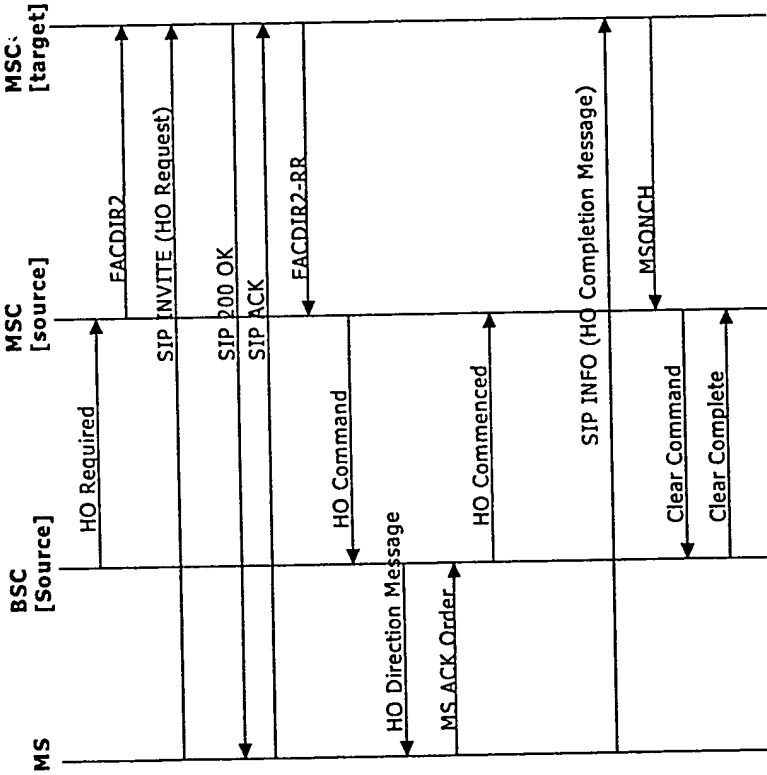 MS
BSC
[Source]
MSC
[source]
MSC
[target]
HO Required
FACDIR2
SIP INVITE (HO Request)
SIP 200 OK
SIP ACK
FACDIR2-RR
HO Command
HO Direction Message
MS ACK Order
HO Commenced
SIP INFO (HO Completion Message)
MSONCH
Clear Command
Clear Complete